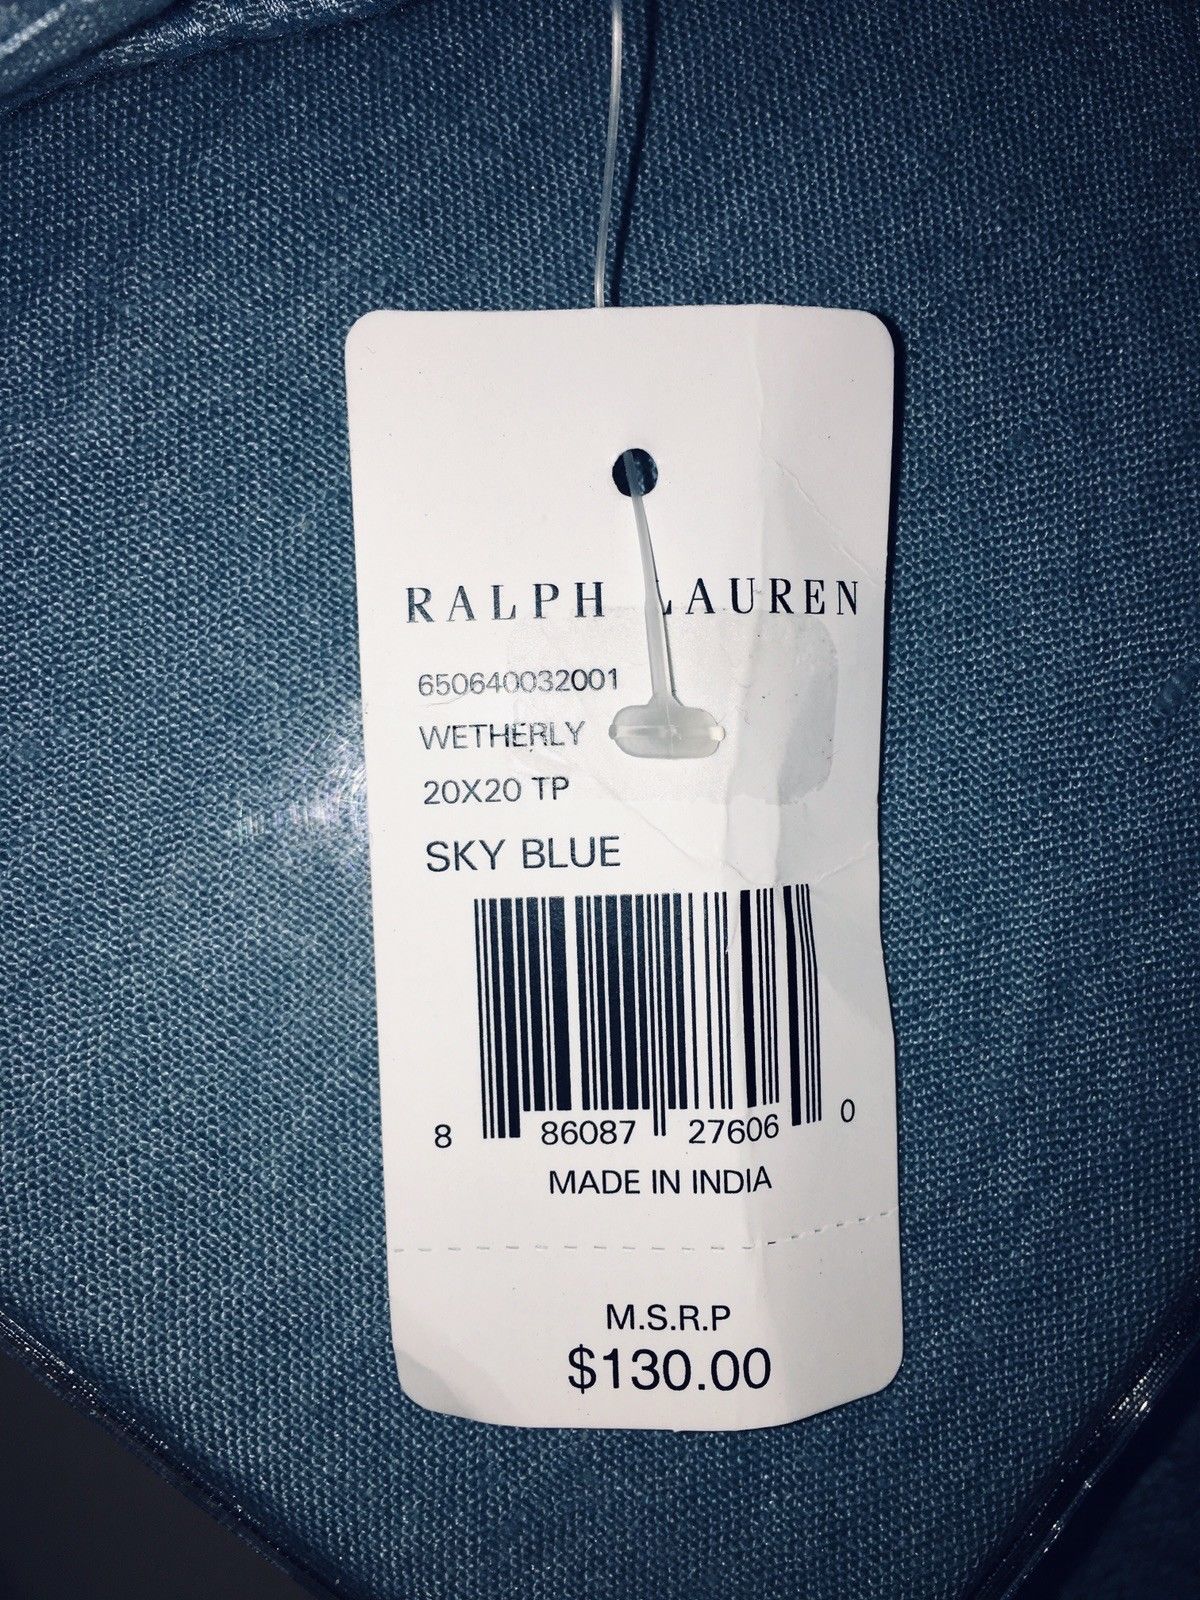 RALPH LAUREN
650640032001
WETHERLY
20X20 TP
SKY BLUE
8 86087 27606 0
MADE IN INDIA
M.S.R.P
$130.00